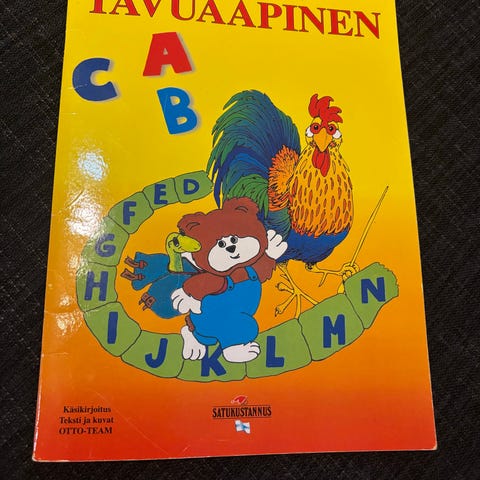 TAVUAAPINEN
A
C
B
D
E
F
G
H
I
J
K
L
M
N
Käsikirjoitus
Teksti ja kuvat
OTTO-TEAM
SATUKUSTANNUS